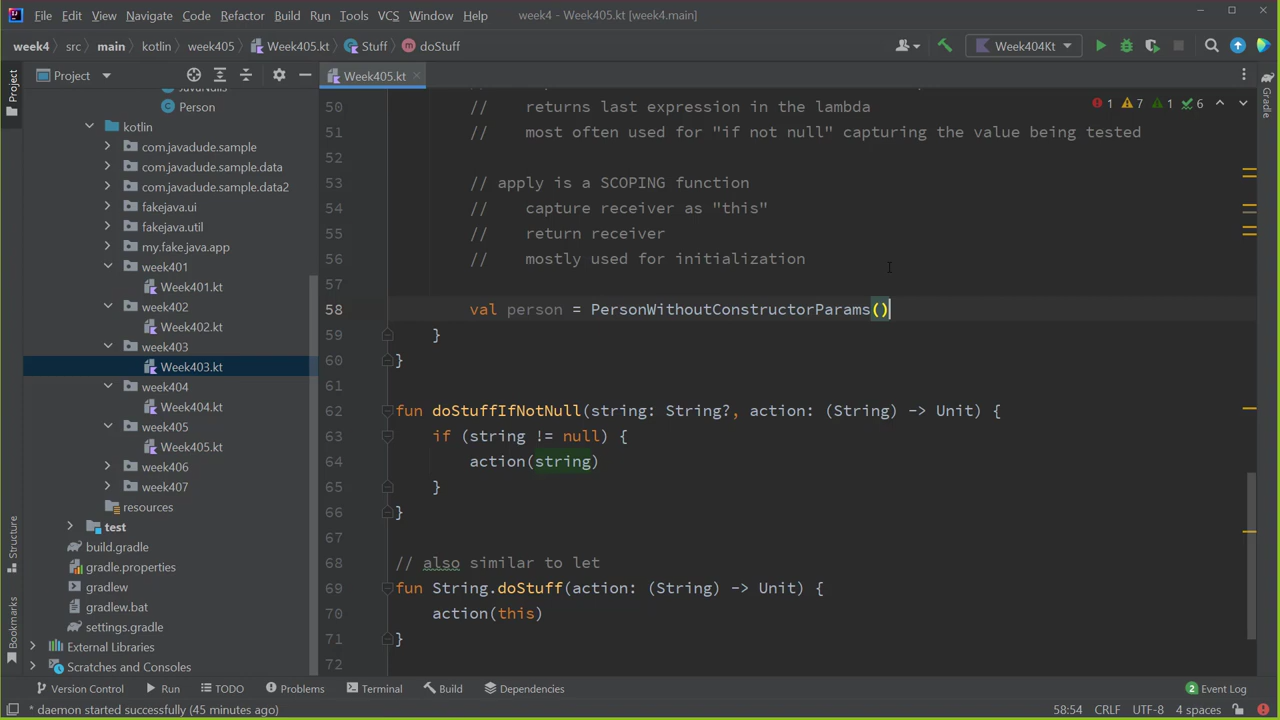 File Edit View Navigate Code Refactor Build Run Tools VCS Window Help week4 - Week405.kt [week4.main]
week4 src main kotlin week405 Week405.kt Stuff doStuff Week404Kt
Project Week405.kt
Person
kotlin
com.javadude.sample
com.javadude.sample.data
com.javadude.sample.data2
fakejava.ui
fakejava.util
my.fake.java.app
week401
Week401.kt
week402
Week402.kt
week403
Week403.kt
week404
Week404.kt
week405
Week405.kt
week406
week407
resources
test
build.gradle
gradle.properties
gradlew
gradlew.bat
settings.gradle
External Libraries
Scratches and Consoles
Project
Structure
Bookmarks
1 7 1 6
50 // returns last expression in the lambda
51 // most often used for "if not null" capturing the value being tested
52
53 // apply is a SCOPING function
54 // capture receiver as "this"
55 // return receiver
56 // mostly used for initialization
57
58 val person = PersonWithoutConstructorParams()
59 }
60 }
61
62 fun doStuffIfNotNull(string: String?, action: (String) -> Unit) {
63 if (string != null) {
64 action(string)
65 }
66 }
67
68 // also similar to let
69 fun String.doStuff(action: (String) -> Unit) {
70 action(this)
71 }
72
Gradle
Version Control Run TODO Problems Terminal Build Dependencies 2 Event Log
* daemon started successfully (45 minutes ago) 58:54 CRLF UTF-8 4 spaces